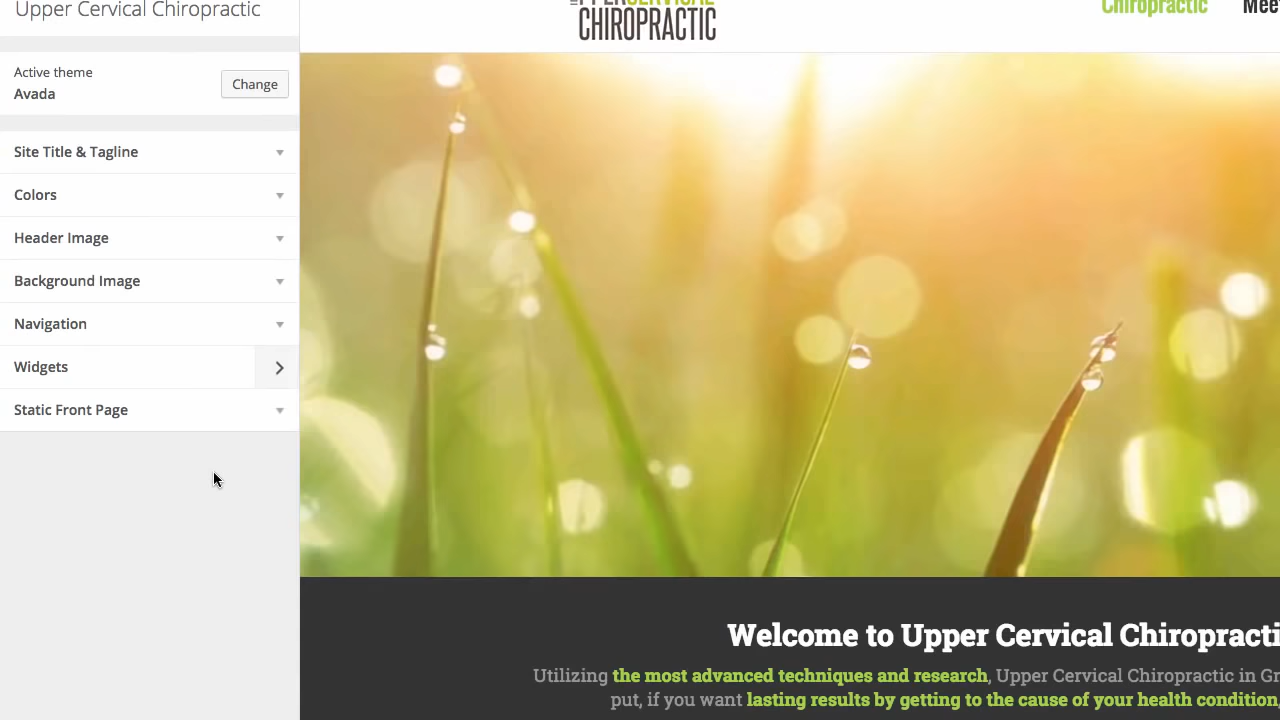 Upper Cervical Chiropractic
Active theme
Avada
Change
Site Title & Tagline
Colors
Header Image
Background Image
Navigation
Widgets
Static Front Page
CHIROPRACTIC
Chiropractic
Welcome to Upper Cervical
Utilizing the most advanced techniques and research, Upper Cervical Chiropractic in
put, if you want lasting results by getting to the cause of your health condition,